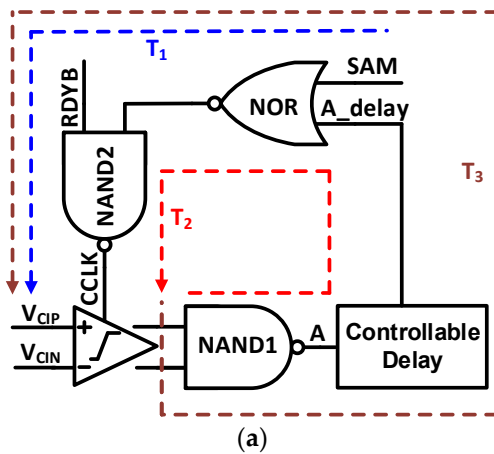 T1
RDYB
NOR
SAM
A_delay
NAND2
T2
T3
CCLK
VCIP
+
VCIN
−
NAND1
A
Controllable
Delay
(a)